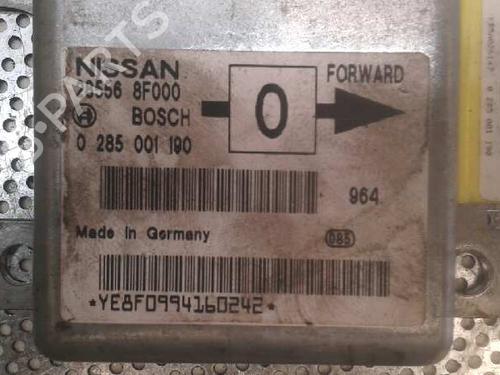 NISSAN
FORWARD
28556 8F000
0
BOSCH
0 285 001 190
964
Made in Germany
085
*YE8F0994160242*